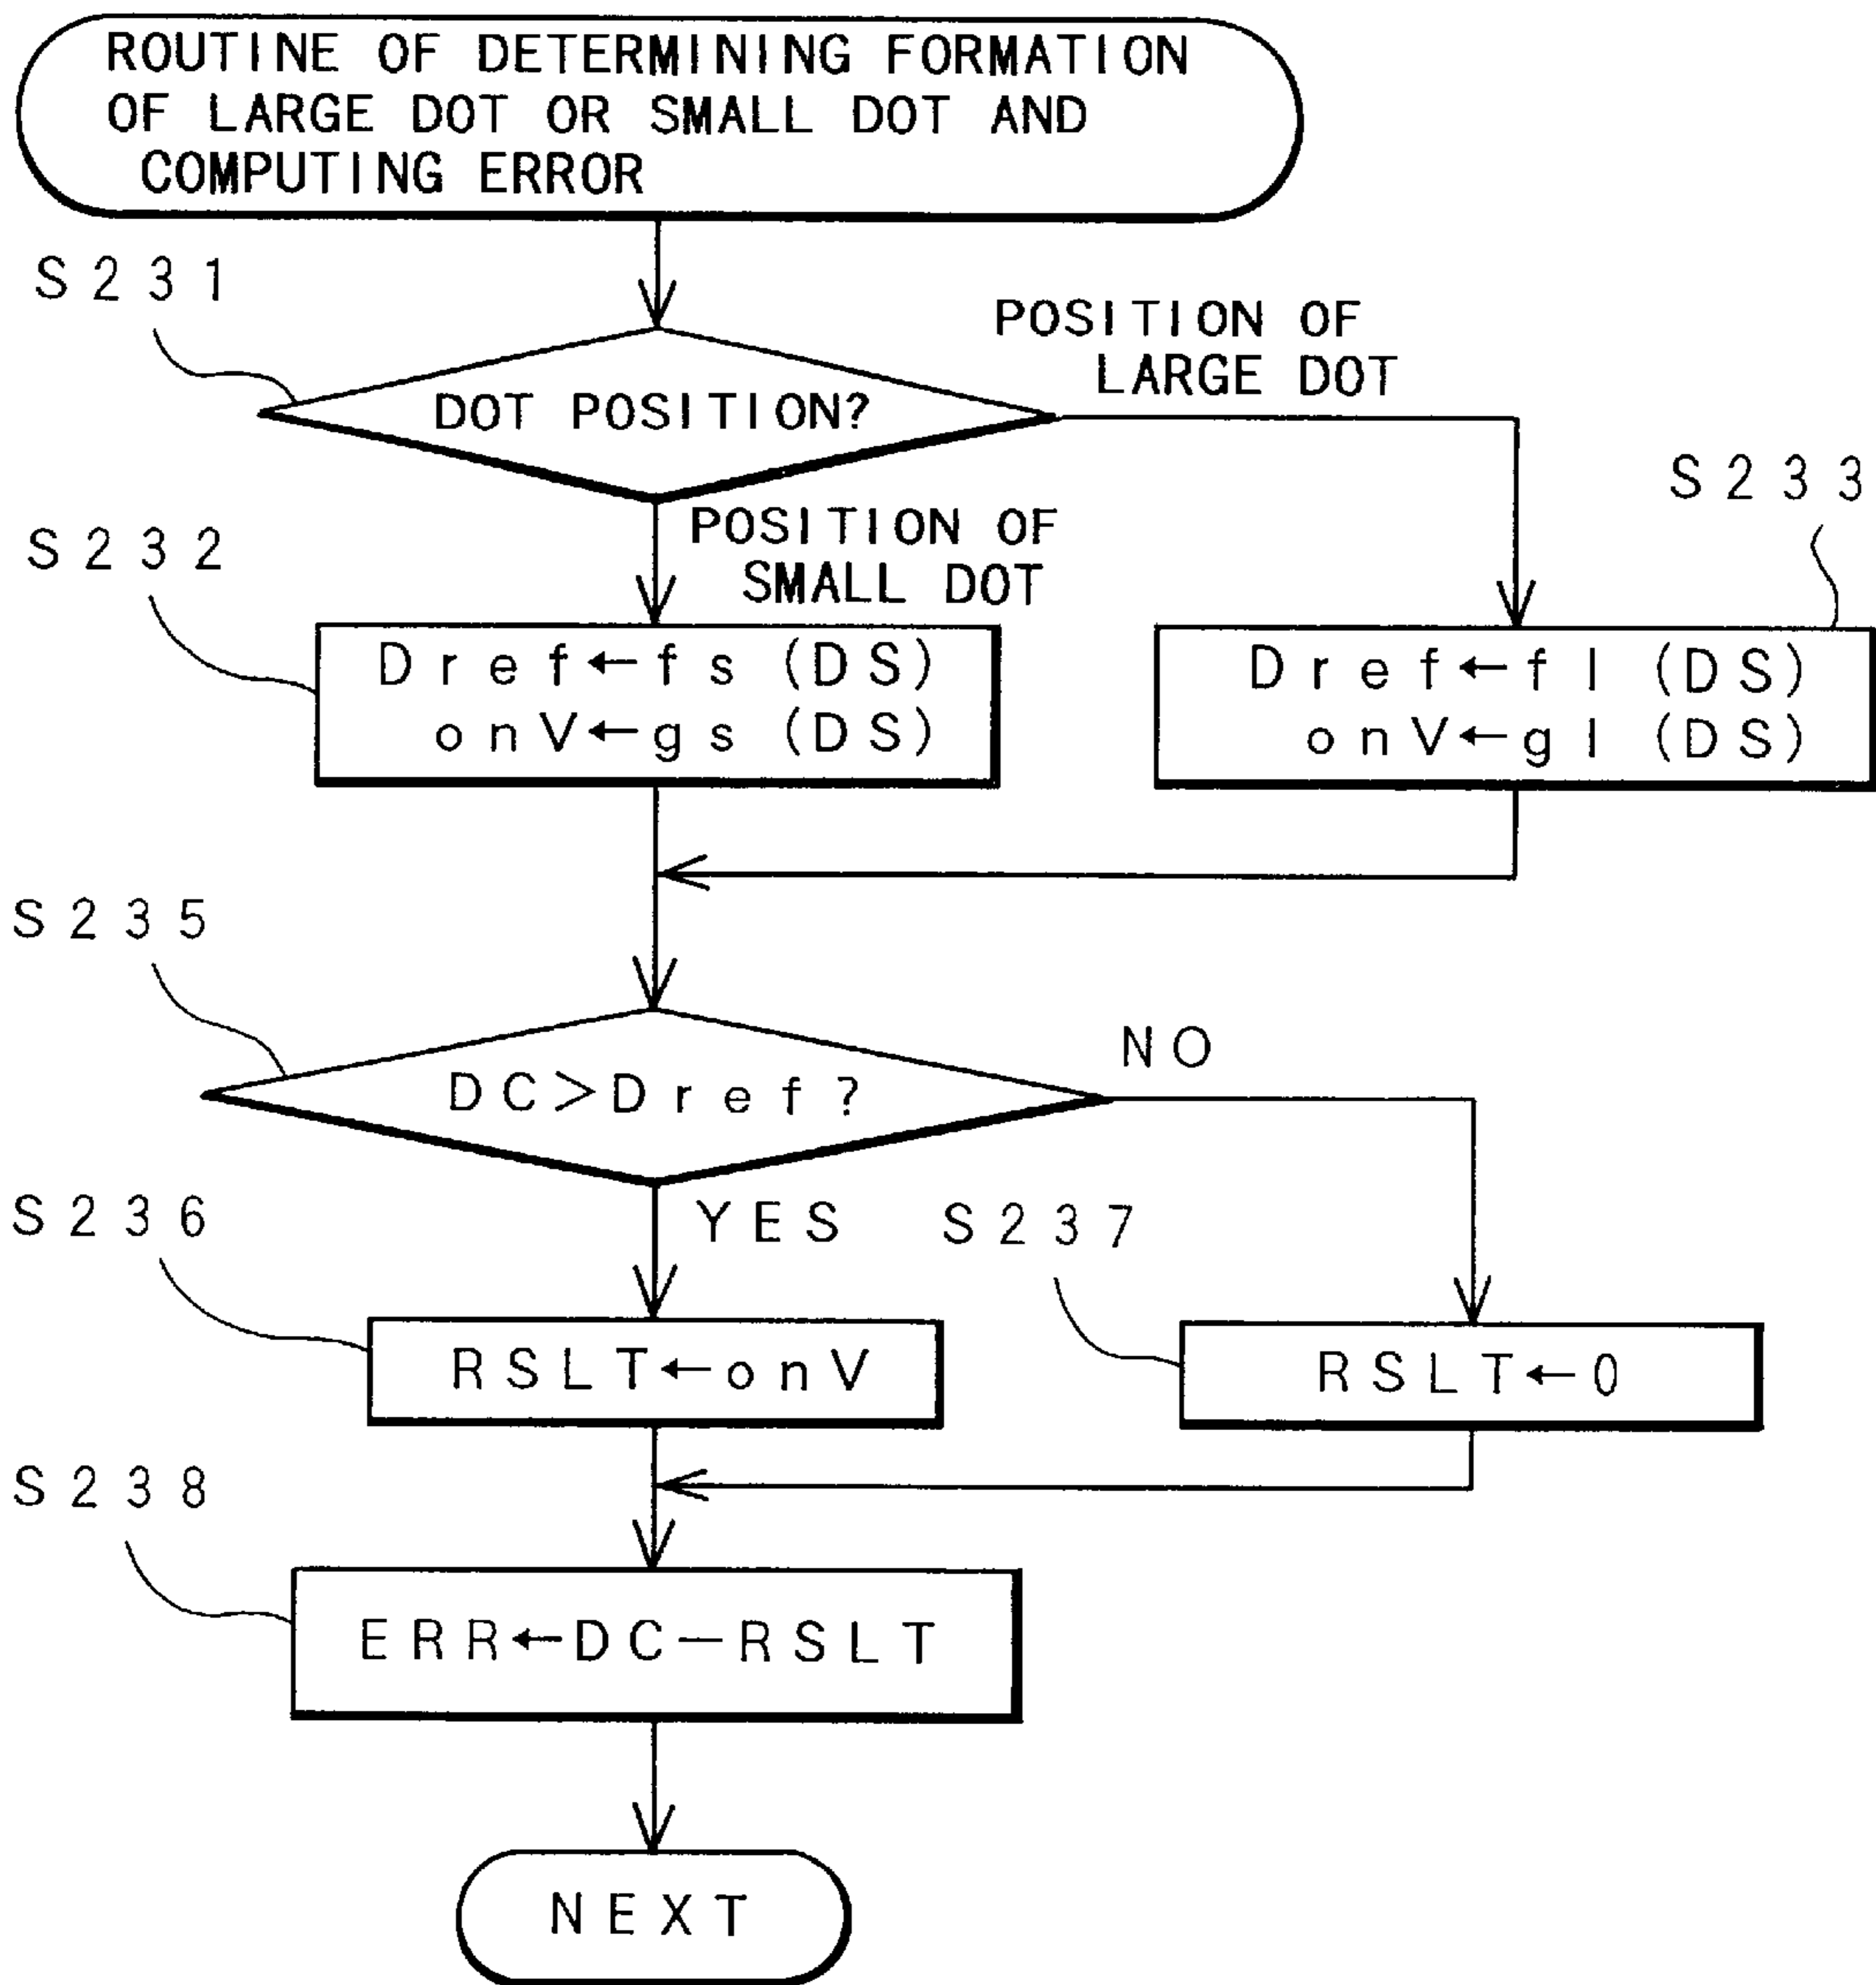 ROUTINE OF DETERMINING FORMATION
OF LARGE DOT OR SMALL DOT AND
COMPUTING ERROR
S231
POSITION OF
LARGE DOT
DOT POSITION?
S233
S232
POSITION OF
SMALL DOT
Dref←fs(DS)
onV←gs(DS)
Dref←fl(DS)
onV←gl(DS)
S235
NO
DC>Dref?
S236
YES
S237
RSLT←onV
RSLT←0
S238
ERR←DC—RSLT
NEXT